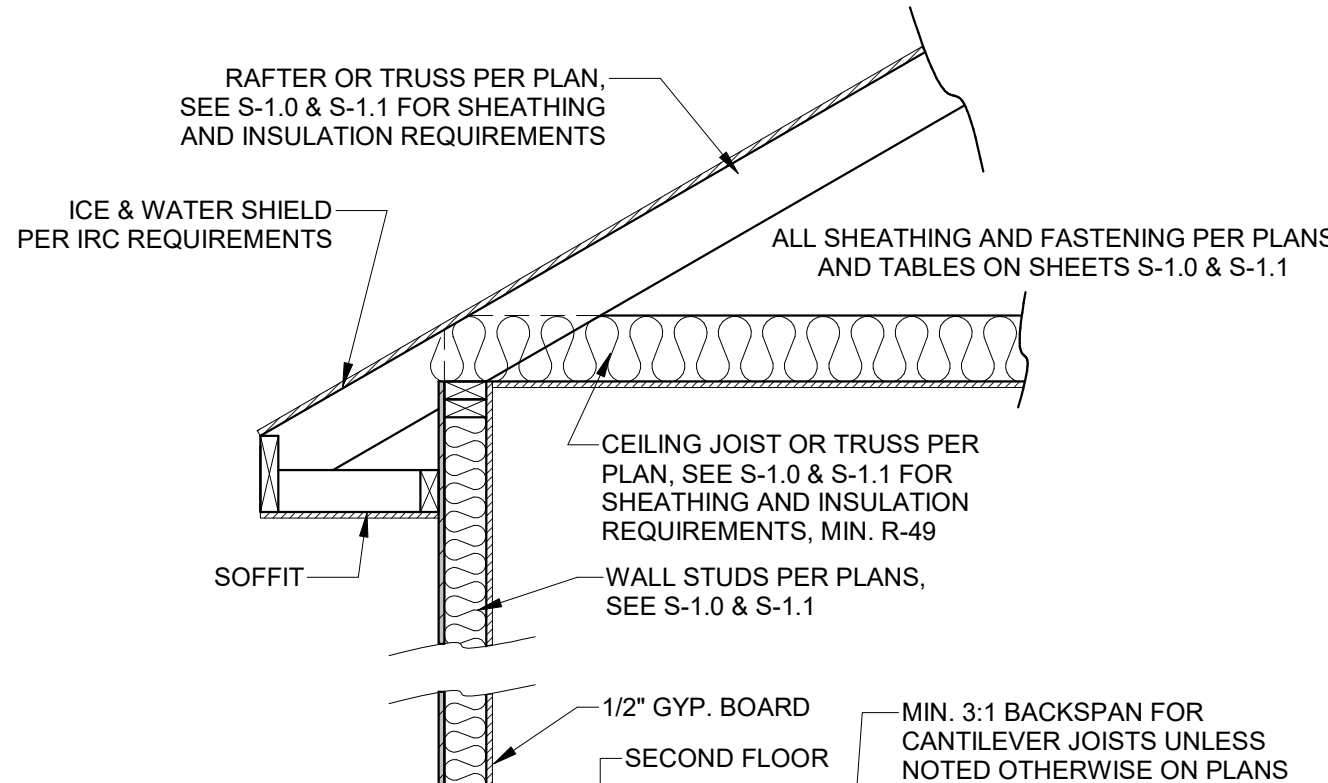 RAFTER OR TRUSS PER PLAN,
SEE S-1.0 & S-1.1 FOR SHEATHING
AND INSULATION REQUIREMENTS
ICE & WATER SHIELD
PER IRC REQUIREMENTS
ALL SHEATHING AND FASTENING PER PLANS
AND TABLES ON SHEETS S-1.0 & S-1.1
CEILING JOIST OR TRUSS PER
PLAN, SEE S-1.0 & S-1.1 FOR
SHEATHING AND INSULATION
REQUIREMENTS, MIN. R-49
SOFFIT
WALL STUDS PER PLANS,
SEE S-1.0 & S-1.1
1/2" GYP. BOARD
SECOND FLOOR
MIN. 3:1 BACKSPAN FOR
CANTILEVER JOISTS UNLESS
NOTED OTHERWISE ON PLANS